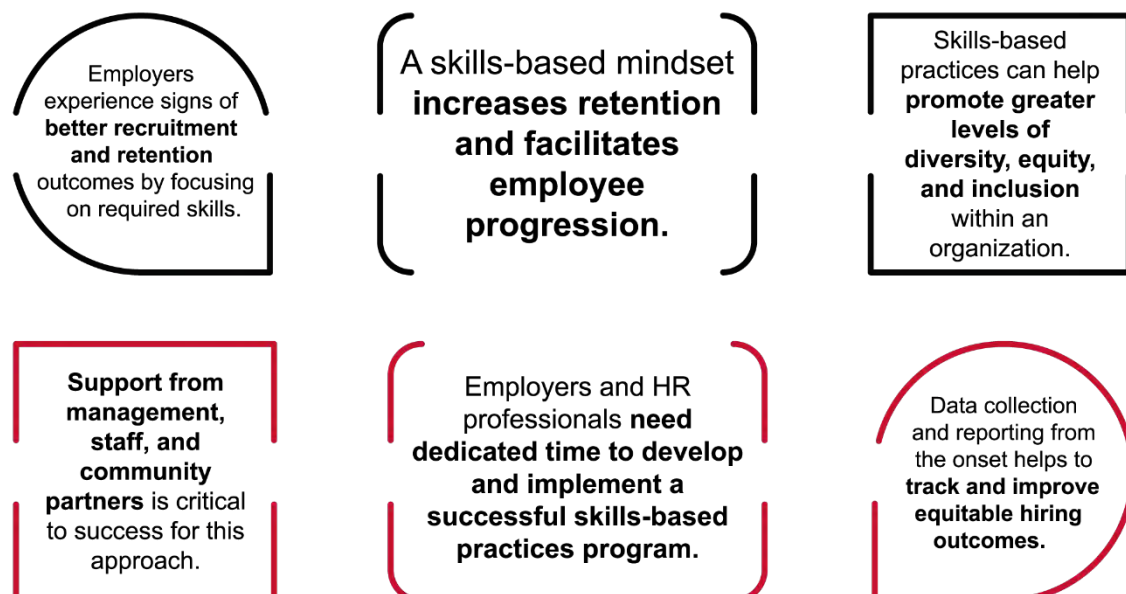 Employers
experience signs of
better recruitment
and retention
outcomes by focusing
on required skills.
A skills-based mindset
increases retention
and facilitates
employee
progression.
Skills-based
practices can help
promote greater
levels of
diversity, equity,
and inclusion
within an
organization.
Support from
management,
staff, and
community
partners is critical
to success for this
approach.
Employers and HR
professionals need
dedicated time to develop
and implement a
successful skills-based
practices program.
Data collection
and reporting from
the onset helps to
track and improve
equitable hiring
outcomes.